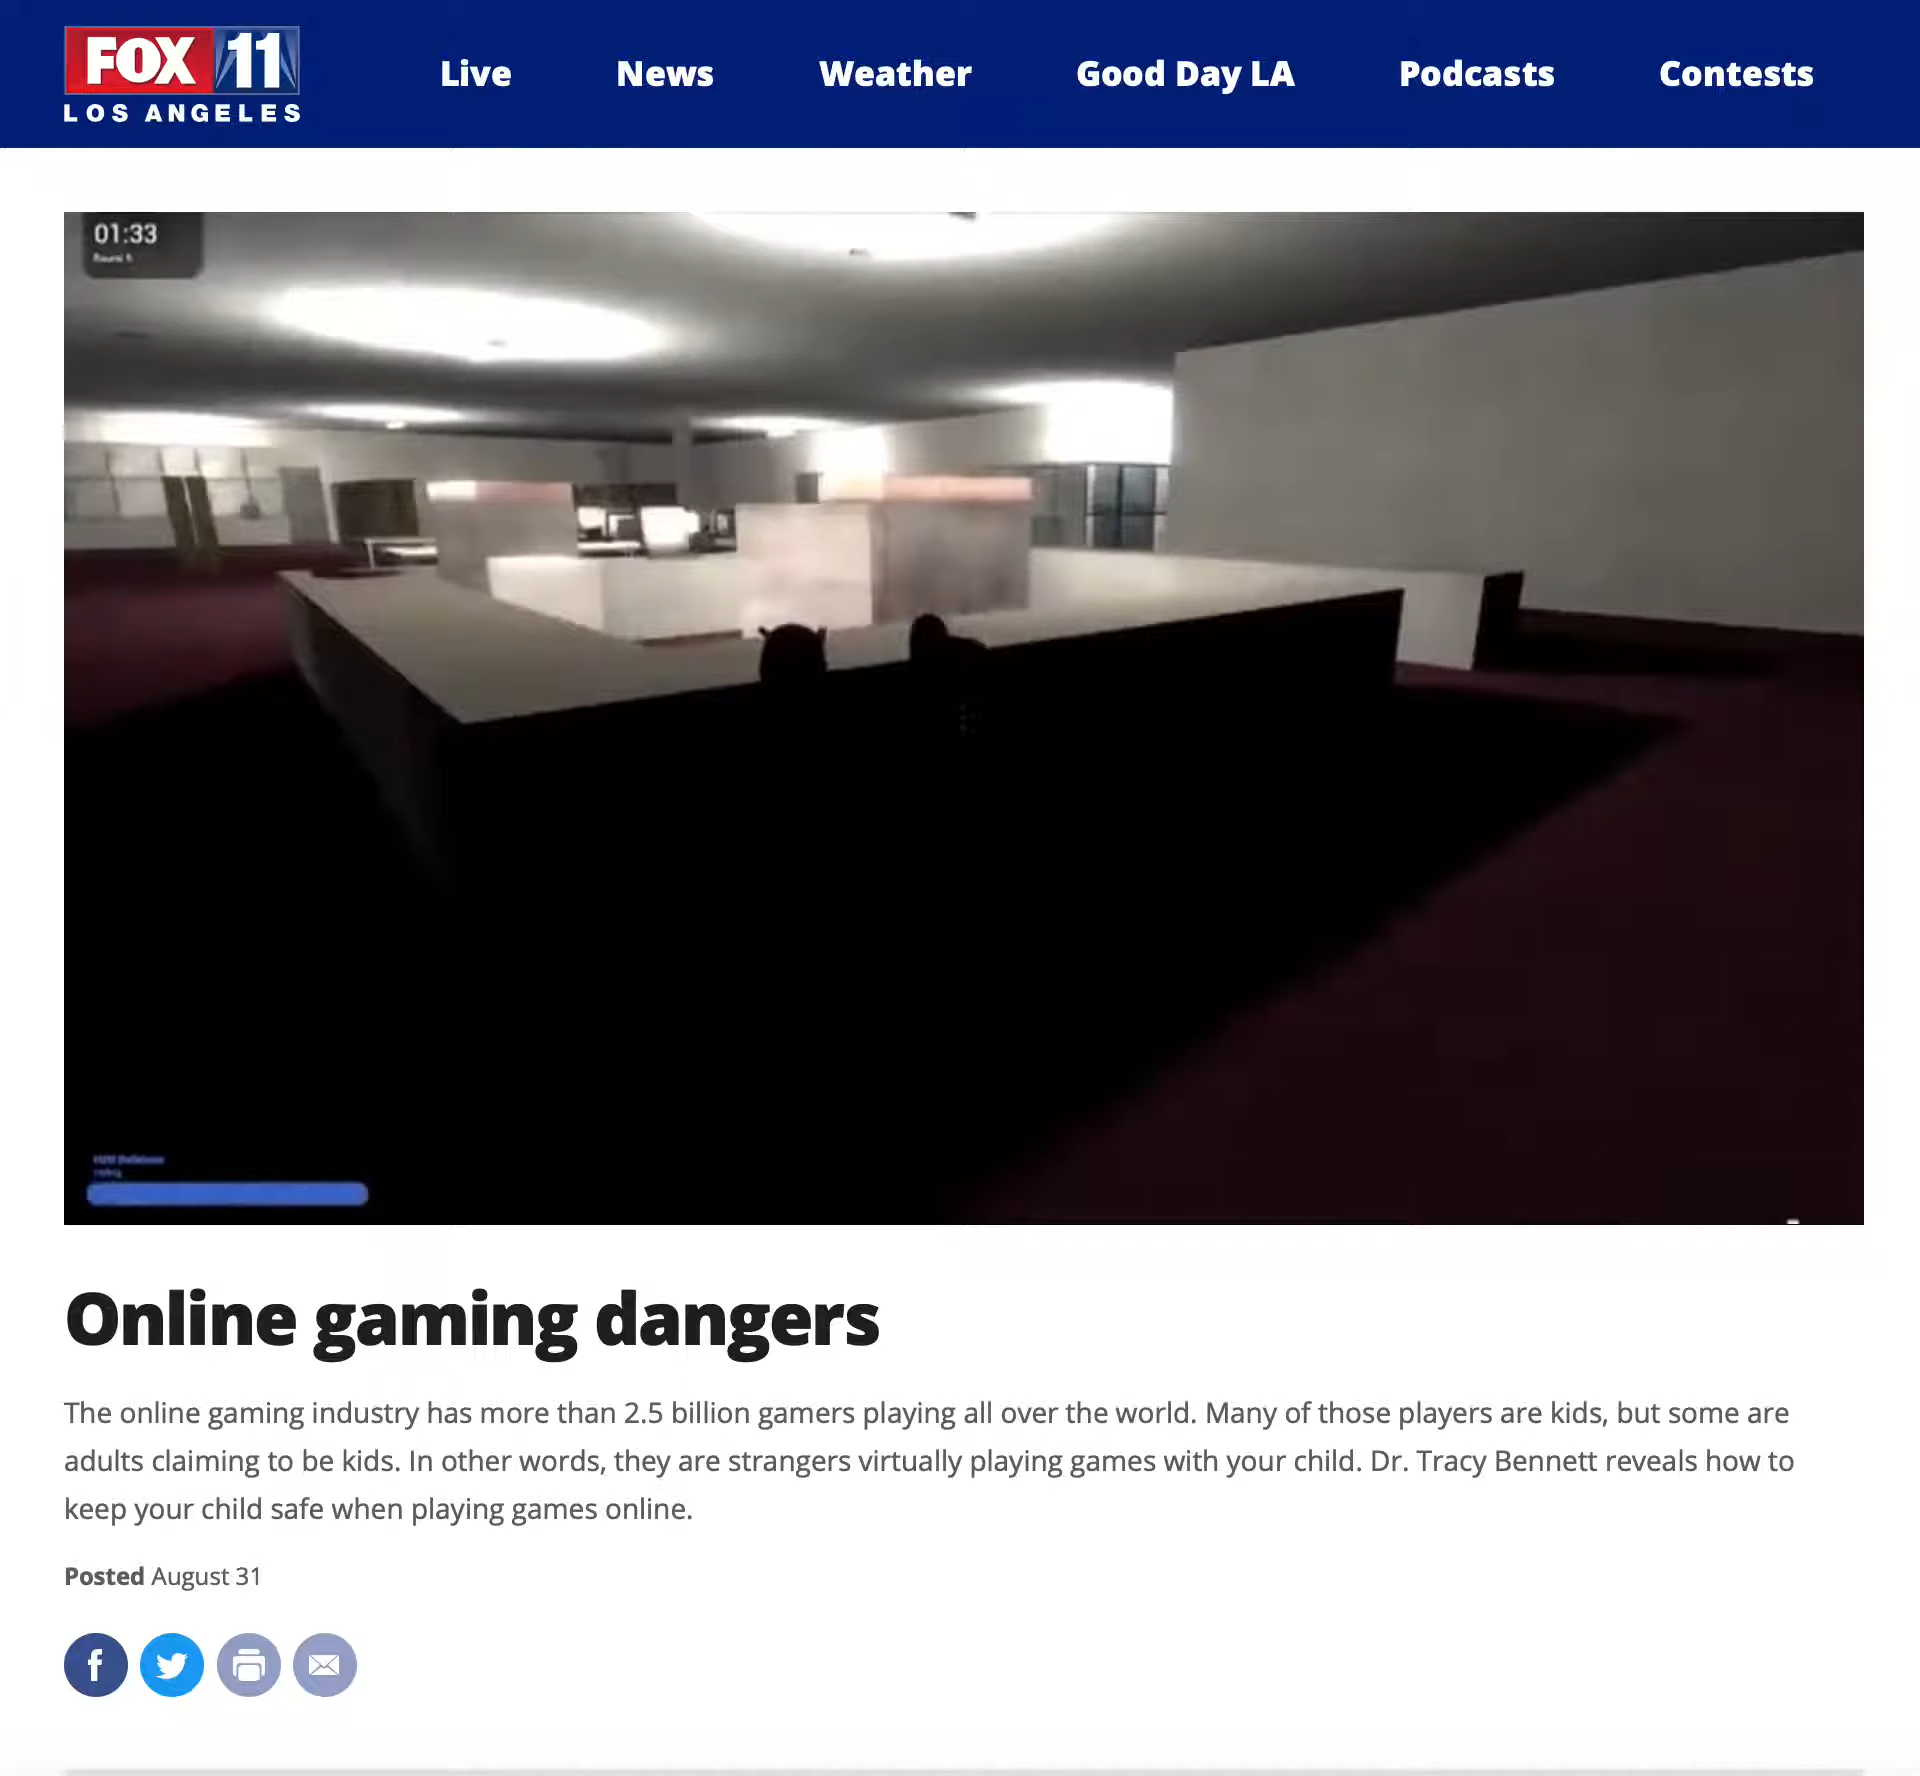 FOX 11
LOS ANGELES
Live
News
Weather
Good Day LA
Podcasts
Contests
01:33
Online gaming dangers
The online gaming industry has more than 2.5 billion gamers playing all over the world. Many of those players are kids, but some are
adults claiming to be kids. In other words, they are strangers virtually playing games with your child. Dr. Tracy Bennett reveals how to
keep your child safe when playing games online.
Posted August 31